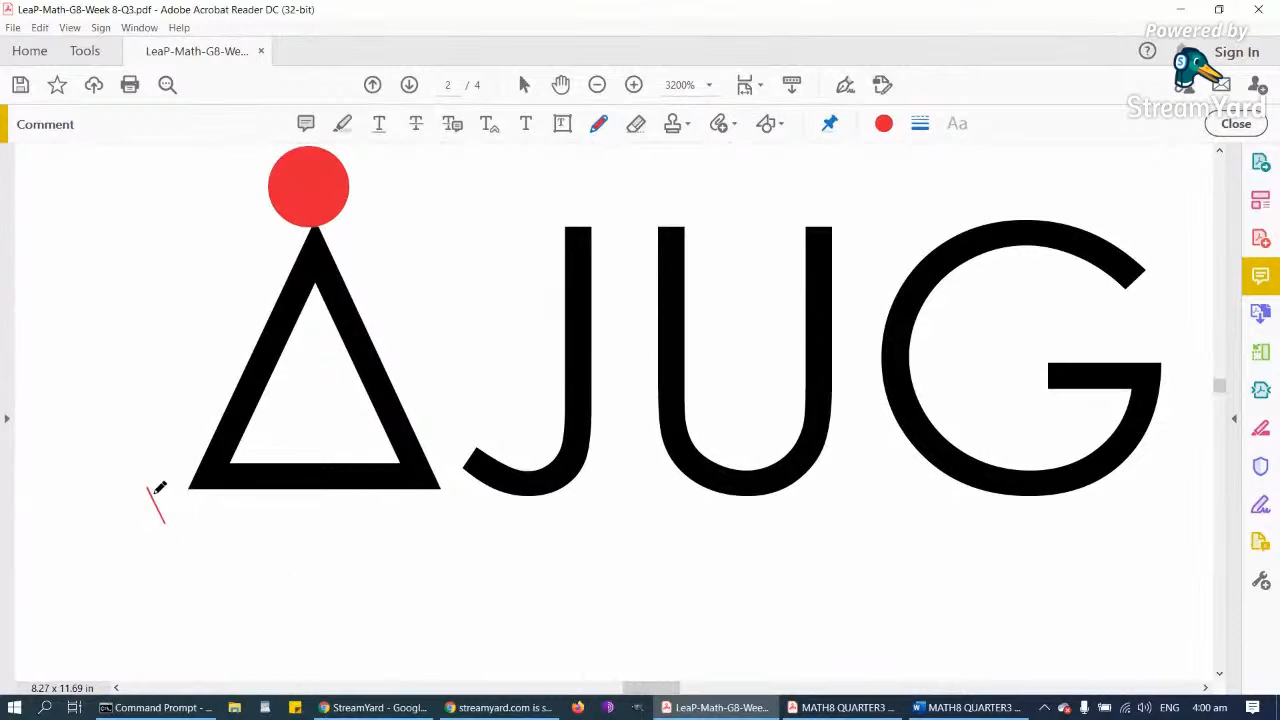 LeaP-Math-G8-Week 8-Q3.pdf - Adobe Acrobat Reader DC (32-bit)
File Edit View Sign Window Help
Powered by
StreamYard
Home Tools LeaP-Math-G8-We... × Sign In
2 / 4 3200%
Comment Aa Close
△JUG
8.27 x 11.69 in
Command Prompt - ... StreamYard - Googl... streamyard.com is s... LeaP-Math-G8-Wee... MATH8 QUARTER3 ... MATH8 QUARTER3 ... ENG 4:00 am